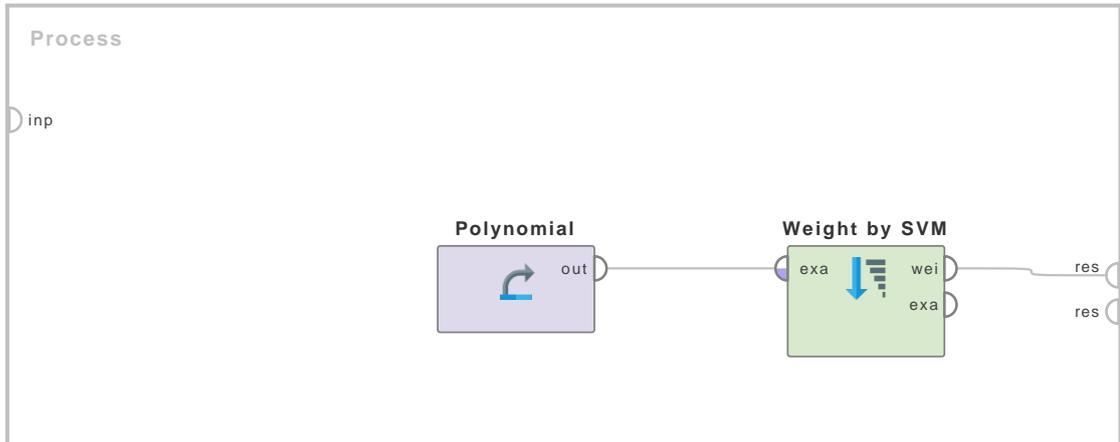 Process
inp
Polynomial
out
Weight by SVM
exa
wei
exa
res
res